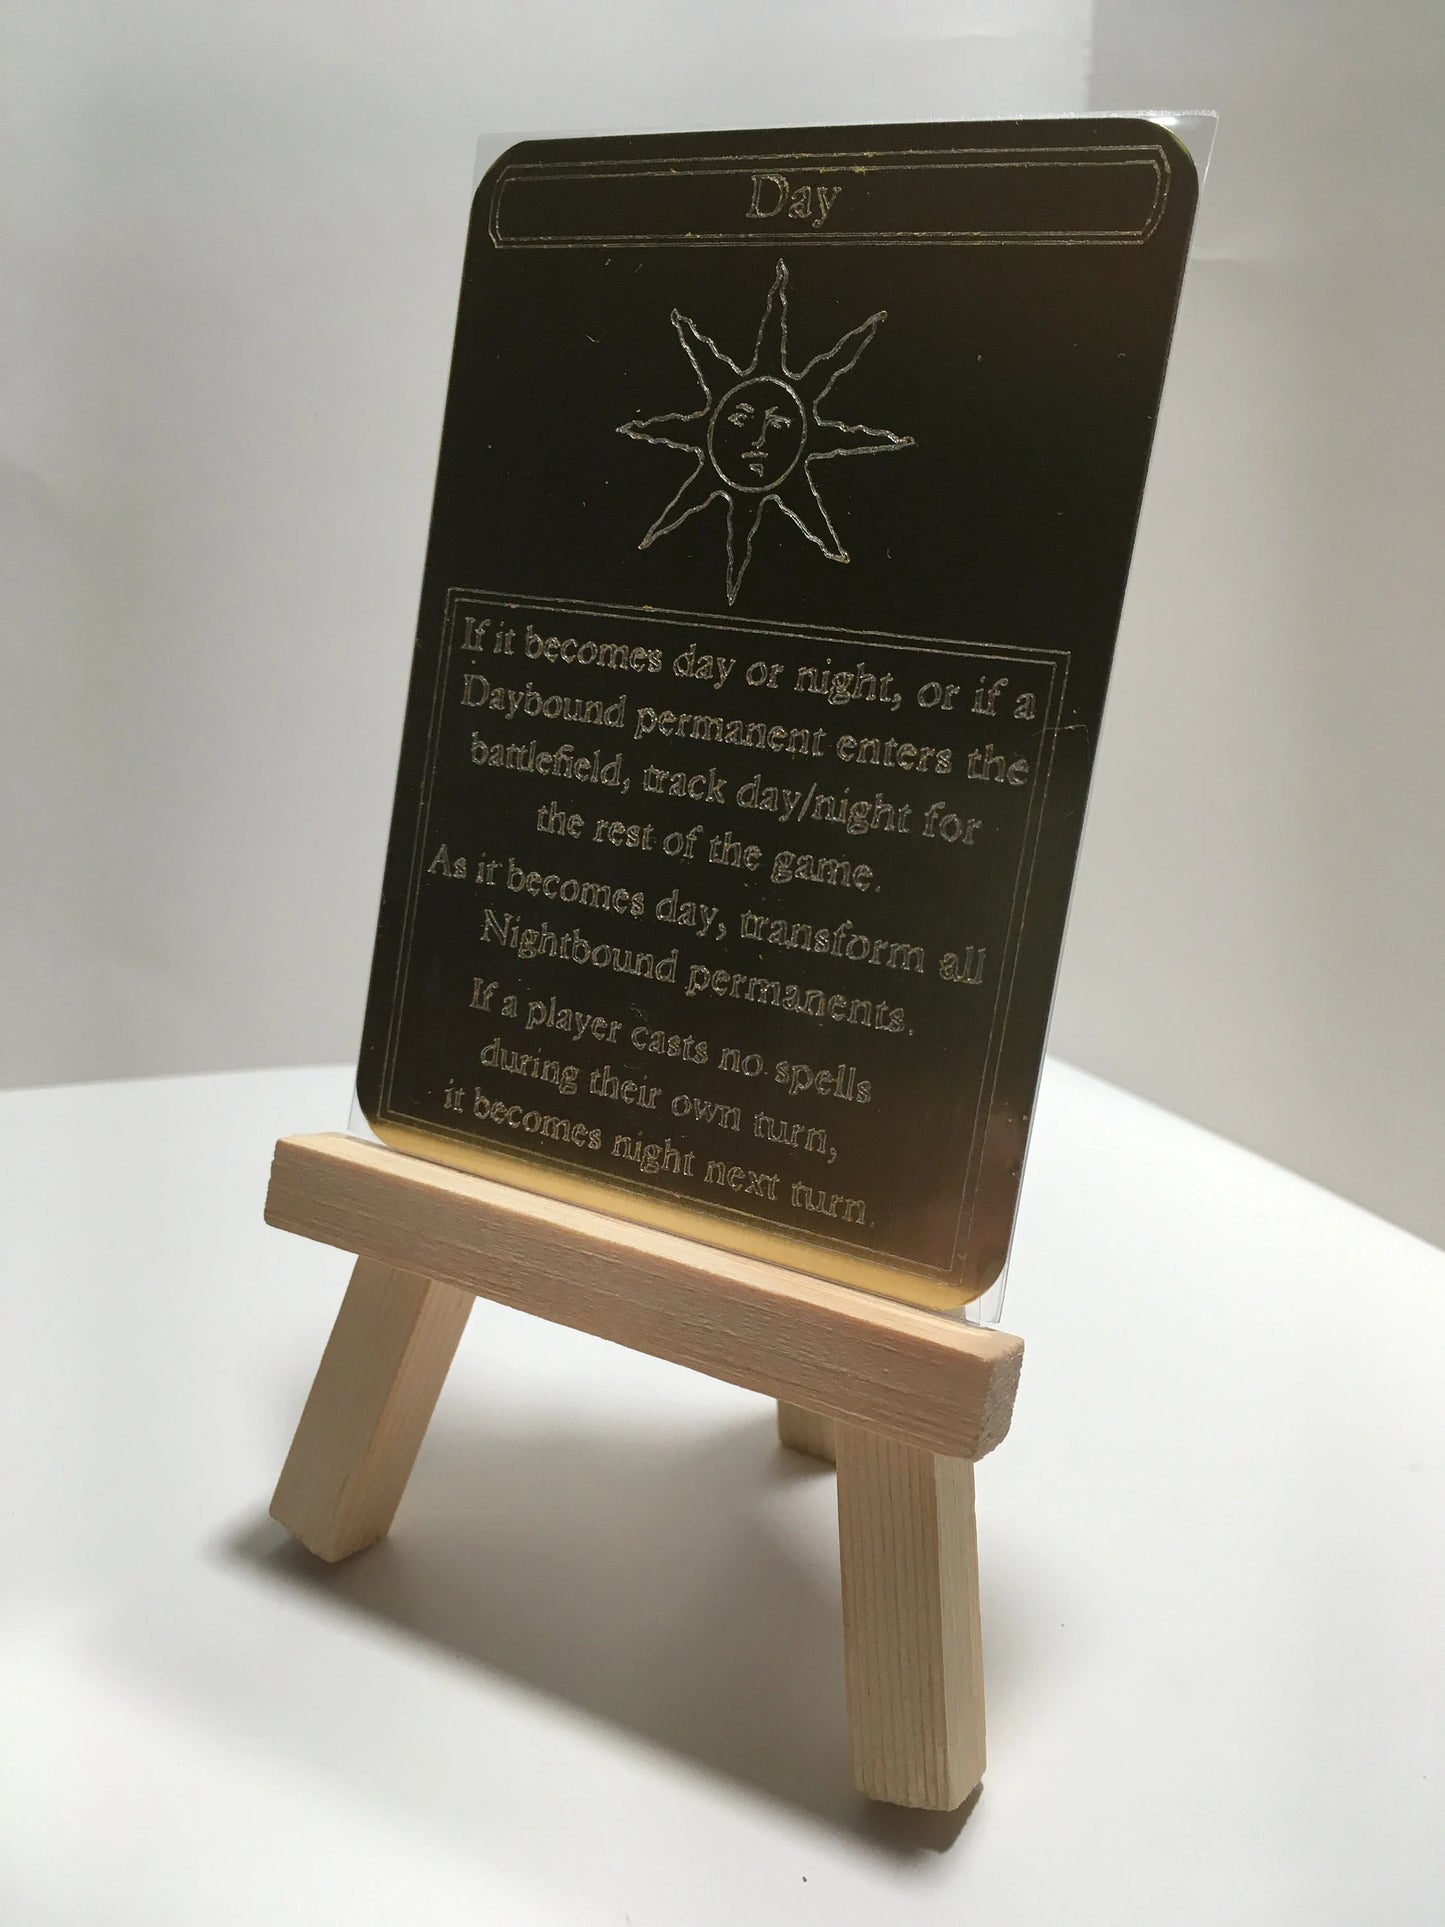 Day
If it becomes day or night, or if a
Daybound permanent enters the
battlefield, track day/night for
the rest of the game.
As it becomes day, transform all
Nightbound permanents.
If a player casts no spells
during their own turn,
it becomes night next turn.